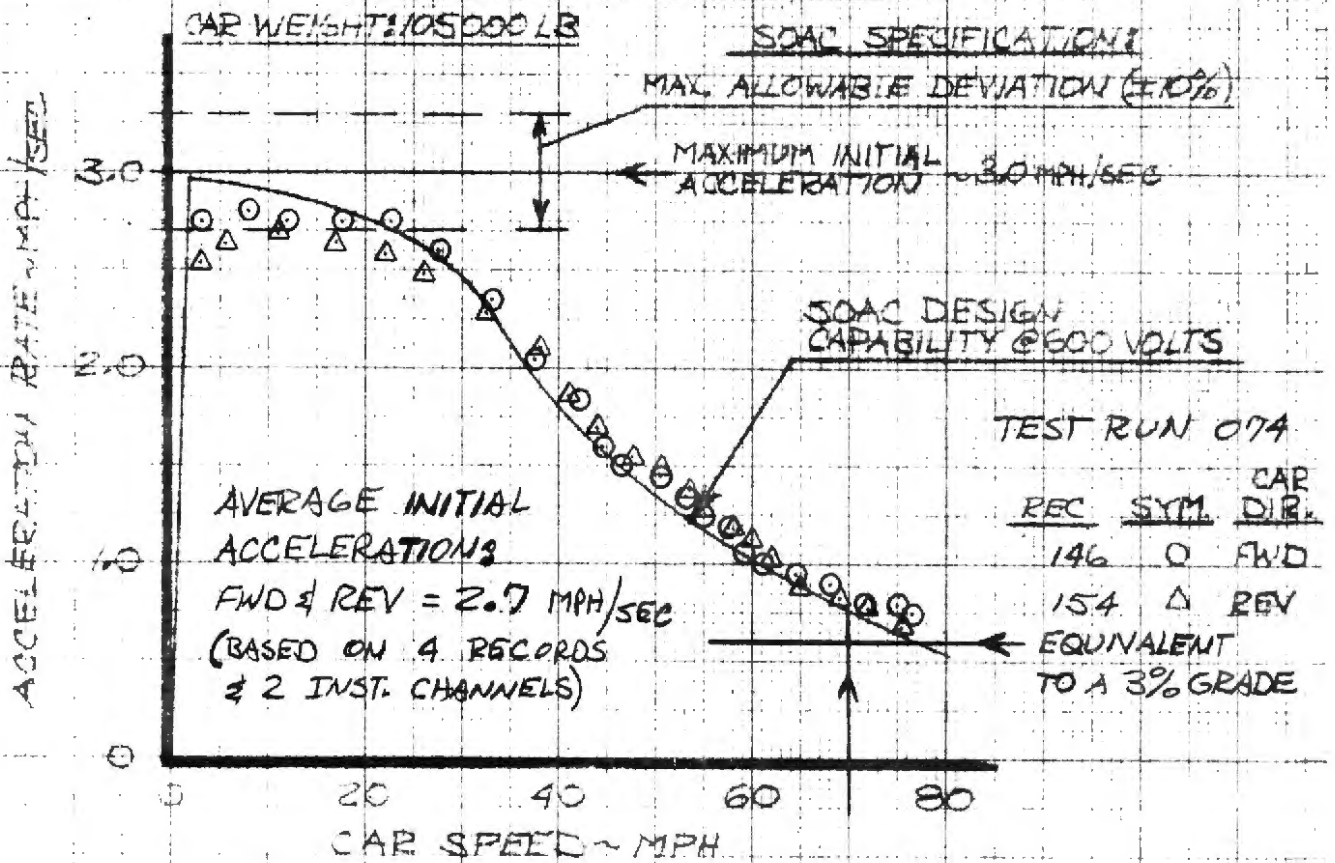 CAR WEIGHT: 105000 LB
SOAC SPECIFICATION:
MAX. ALLOWABLE DEVIATION (±10%)
MAXIMUM INITIAL
ACCELERATION ~3.0 MPH/SEC
ACCELERATION RATE ~ MPH/SEC
3.0
2.0
1.0
0
SOAC DESIGN
CAPABILITY @ 600 VOLTS
TEST RUN 074
CAR
REC SYM. DIR.
146 O FWD
154 △ REV
EQUIVALENT
TO A 3% GRADE
AVERAGE INITIAL
ACCELERATION:
FWD & REV = 2.7 MPH/SEC
(BASED ON 4 RECORDS
& 2 INST. CHANNELS)
0 20 40 60 80
CAR SPEED ~ MPH